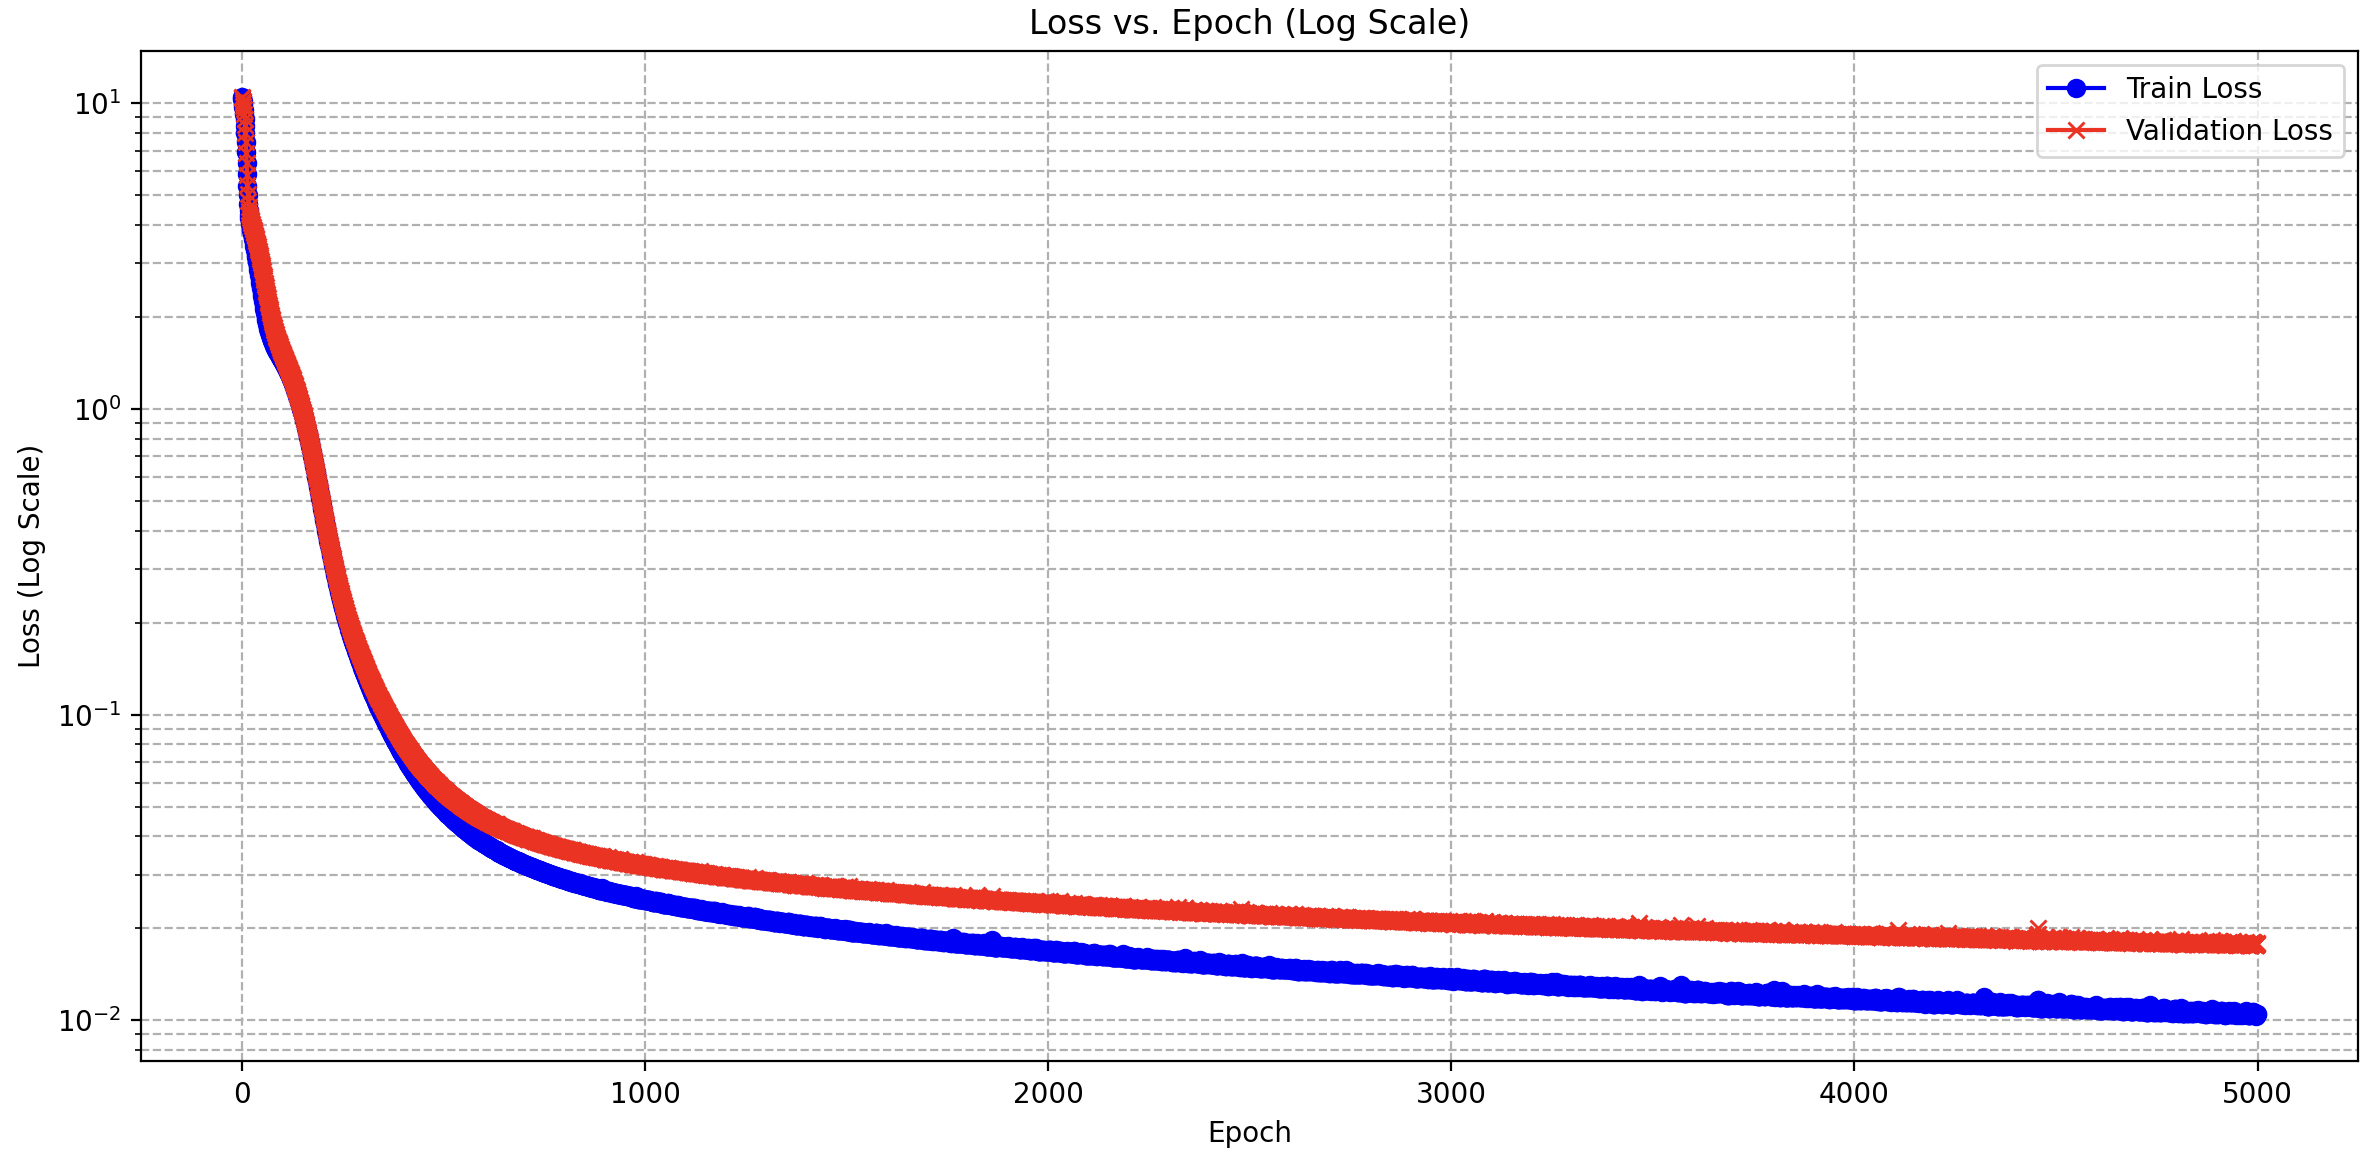 Loss vs. Epoch (Log Scale)
Train Loss
Validation Loss
Loss (Log Scale)
10¹
10⁰
10⁻¹
10⁻²
0 1000 2000 3000 4000 5000
Epoch